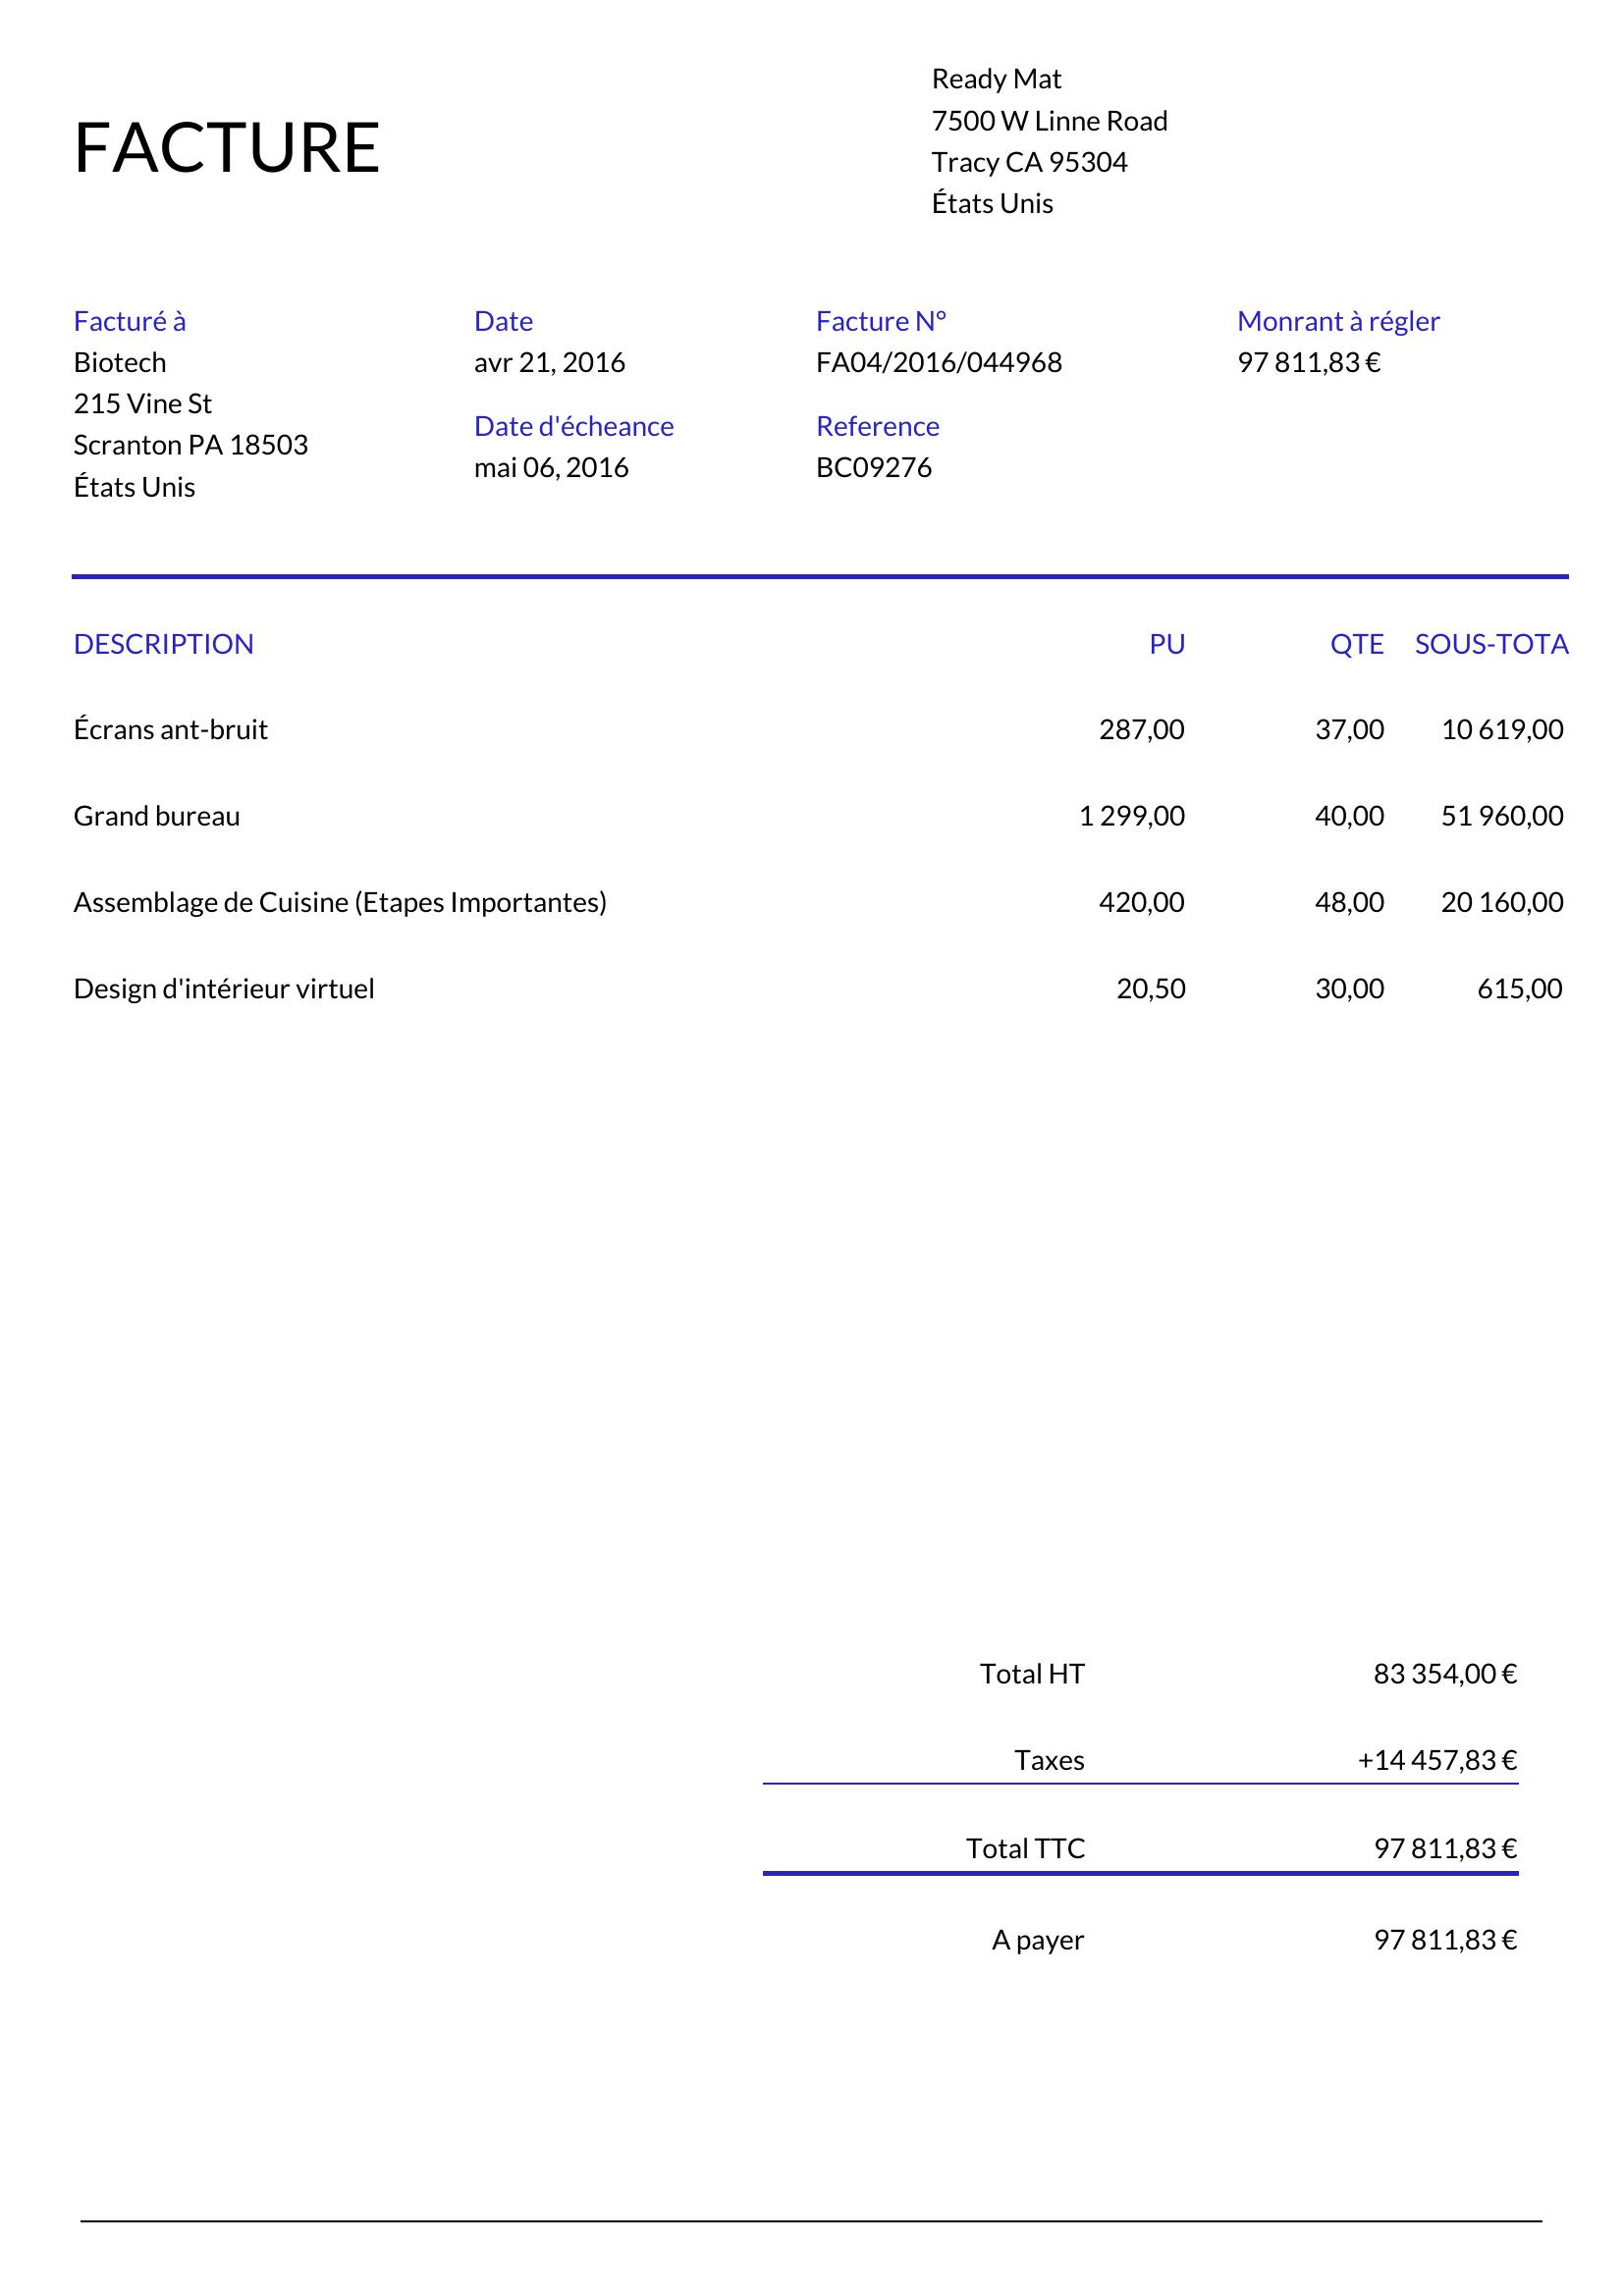 Ready Mat
7500 W Linne Road
Tracy CA 95304
États Unis
FACTURE
Facturé à
Biotech
215 Vine St
Scranton PA 18503
États Unis
Date
avr 21, 2016
Date d'écheance
mai 06, 2016
Facture N°
FA04/2016/044968
Reference
BC09276
Monrant à régler
97 811,83 €
DESCRIPTION PU QTE SOUS-TOTA
Écrans ant-bruit 287,00 37,00 10 619,00
Grand bureau 1 299,00 40,00 51 960,00
Assemblage de Cuisine (Etapes Importantes) 420,00 48,00 20 160,00
Design d'intérieur virtuel 20,50 30,00 615,00
Total HT 83 354,00 €
Taxes +14 457,83 €
Total TTC 97 811,83 €
A payer 97 811,83 €